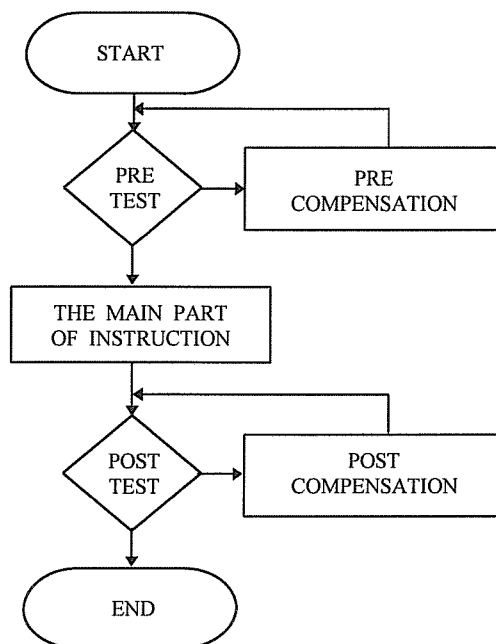 START
PRE
TEST
PRE
COMPENSATION
THE MAIN PART
OF INSTRUCTION
POST
TEST
POST
COMPENSATION
END